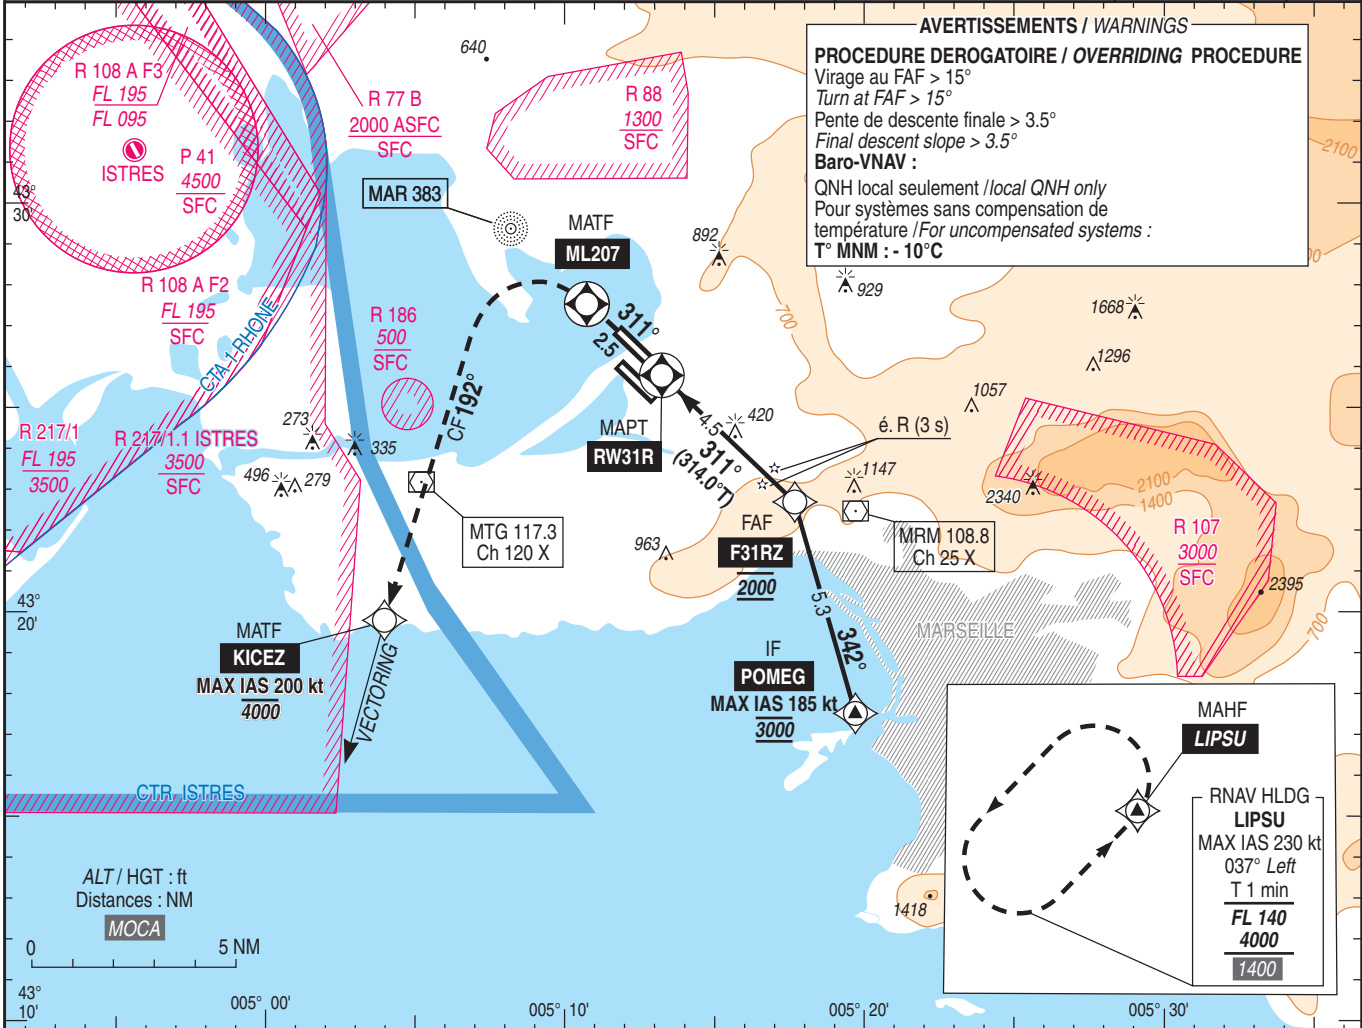 AVERTISSEMENTS / WARNINGS
PROCEDURE DEROGATOIRE / OVERRIDING PROCEDURE
Virage au FAF > 15°
Turn at FAF > 15°
Pente de descente finale > 3.5°
Final descent slope > 3.5°
Baro-VNAV :
QNH local seulement /local QNH only
Pour systèmes sans compensation de
température /For uncompensated systems :
T° MNM : - 10°C
R 108 A F3
FL 195
FL 095
ISTRES
P 41
4500
SFC
43°
30'
R 108 A F2
FL 195
SFC
CTA 1 RHONE
R 77 B
2000 ASFC
SFC
640
R 88
1300
SFC
MAR 383
MATF
ML207
892
929
700
2100
1668
1296
1057
R 186
500
SFC
311°
2.5
CF192°
MAPT
RW31R
4.5
420
311°
(314.0°T)
é. R (3 s)
1147
R 217/1
FL 195
3500
R 217/1.1 ISTRES
3500
SFC
273
335
496
279
MTG 117.3
Ch 120 X
963
FAF
F31RZ
2000
MRM 108.8
Ch 25 X
2340
2100
1400
R 107
3000
SFC
2395
700
43°
20'
MATF
KICEZ
MAX IAS 200 kt
4000
VECTORING
5.3
342°
MARSEILLE
IF
POMEG
MAX IAS 185 kt
3000
CTR ISTRES
MAHF
LIPSU
RNAV HLDG
LIPSU
MAX IAS 230 kt
037° Left
T 1 min
FL 140
4000
1400
1418
ALT / HGT : ft
Distances : NM
MOCA
0
5 NM
43°
10'
005° 00'
005° 10'
005° 20'
005° 30'